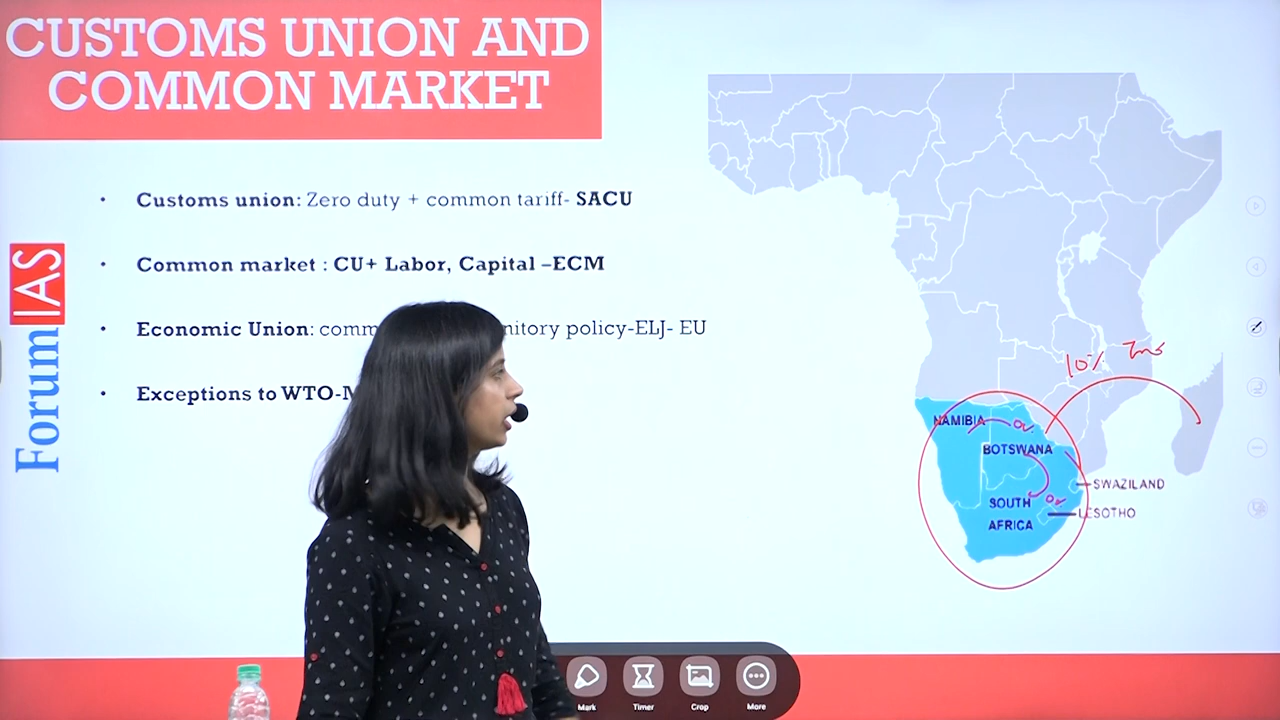 CUSTOMS UNION AND
COMMON MARKET
• Customs union: Zero duty + common tariff- SACU
• Common market : CU+ Labor, Capital –ECM
• Economic Union: comm nitory policy-ELJ- EU
• Exceptions to WTO-M
ForumIAS
10%
NAMIBIA
BOTSWANA
SWAZILAND
SOUTH
AFRICA
LESOTHO
Mark
Timer
Crop
More